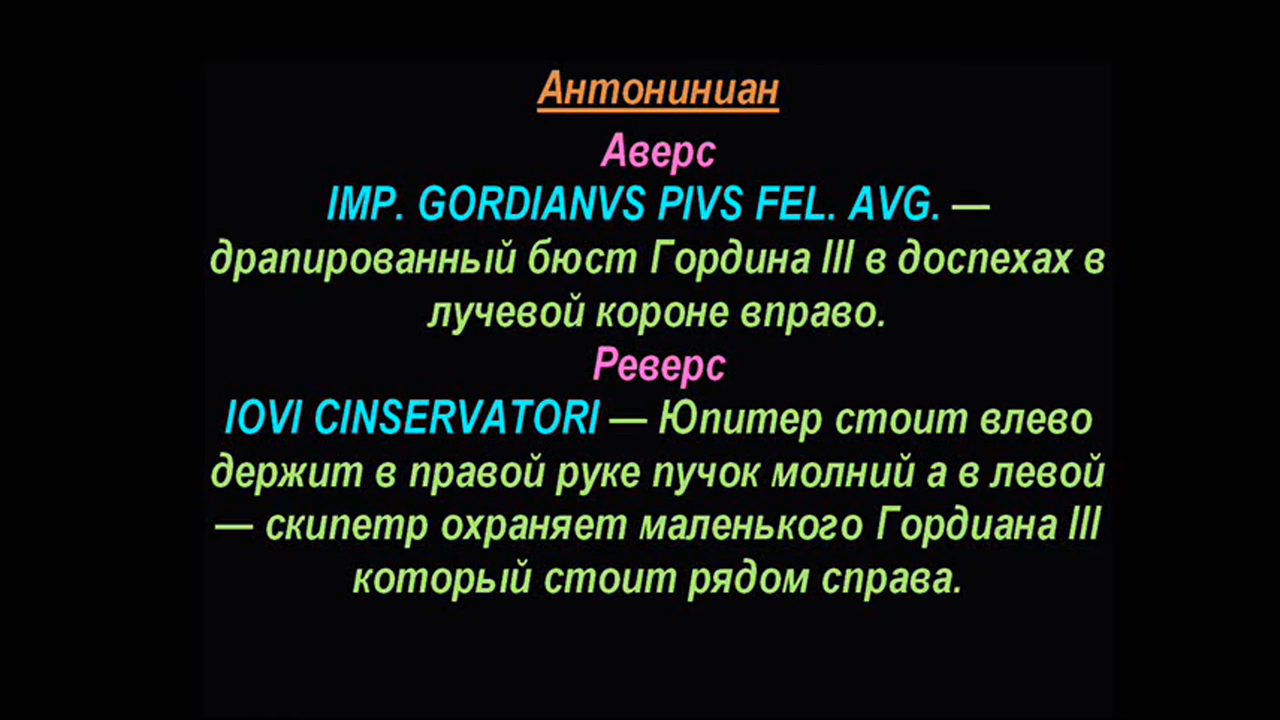 Антониниан
Аверс
IMP. GORDIANVS PIVS FEL. AVG. —
драпированный бюст Гордина III в доспехах в
лучевой короне вправо.
Реверс
IOVI CINSERVATORI — Юпитер стоит влево
держит в правой руке пучок молний а в левой
— скипетр охраняет маленького Гордиана III
который стоит рядом справа.